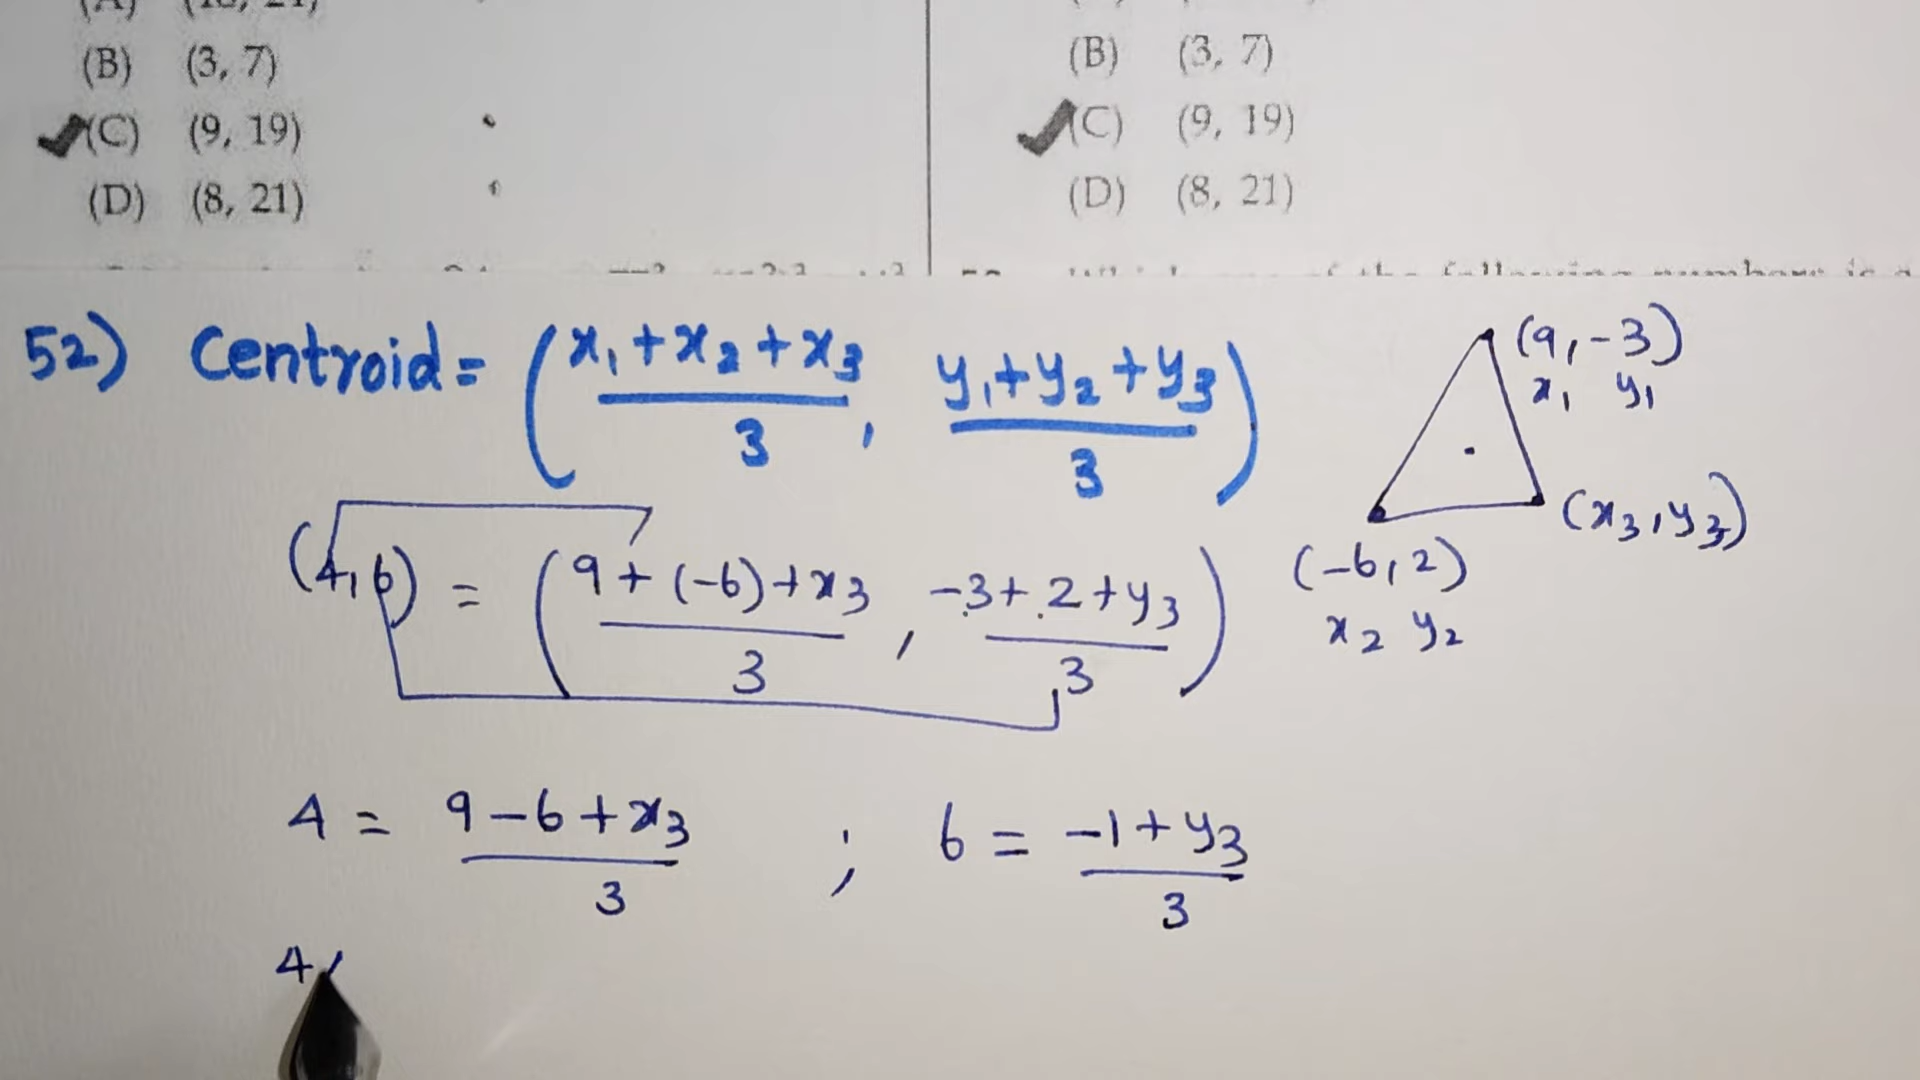 (B) (3, 7)
(C) (9, 19)
(D) (8, 21)
(B) (3, 7)
(C) (9, 19)
(D) (8, 21)
52) Centroid = ( x₁+x₂+x₃ / 3 , y₁+y₂+y₃ / 3 )
(9, -3)
x₁ y₁
(x₃, y₃)
(-6, 2)
x₂ y₂
(4, 6) = ( 9+(-6)+x₃ / 3 , -3+2+y₃ / 3 )
4 = 9-6+x₃ / 3 ; 6 = -1+y₃ / 3
4